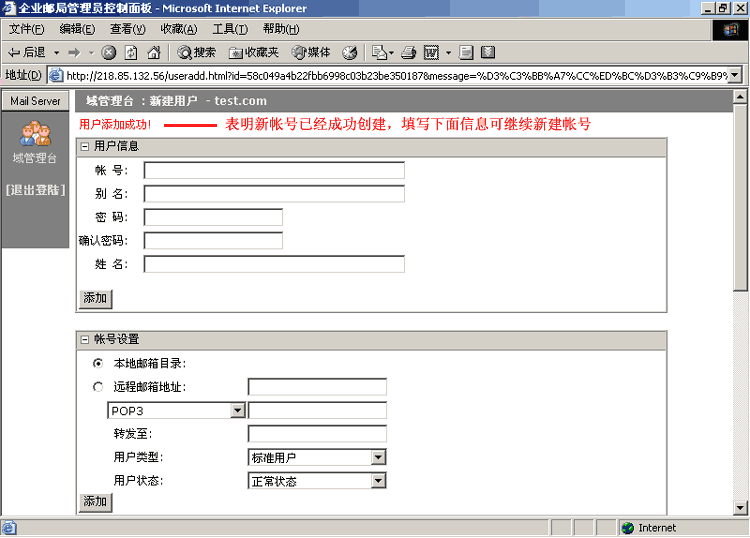 企业邮局管理员控制面板 - Microsoft Internet Explorer
文件(F) 编辑(E) 查看(V) 收藏(A) 工具(T) 帮助(H)
后退 搜索 收藏夹 媒体
地址(D) http://218.85.132.56/useradd.html?id=58c049a4b22fbb6998c03b23be350187&message=%D3%C3%BB%A7%CC%ED%BC%D3%B3%C9%B9%
Mail Server 域管理台 : 新建用户 - test.com
用户添加成功! 表明新帐号已经成功创建，填写下面信息可继续新建帐号
用户信息
域管理台 帐 号:
[退出登陆] 别 名:
密 码:
确认密码:
姓 名:
添加
帐号设置
本地邮箱目录:
远程邮箱地址:
POP3
转发至:
用户类型: 标准用户
用户状态: 正常状态
添加
Internet